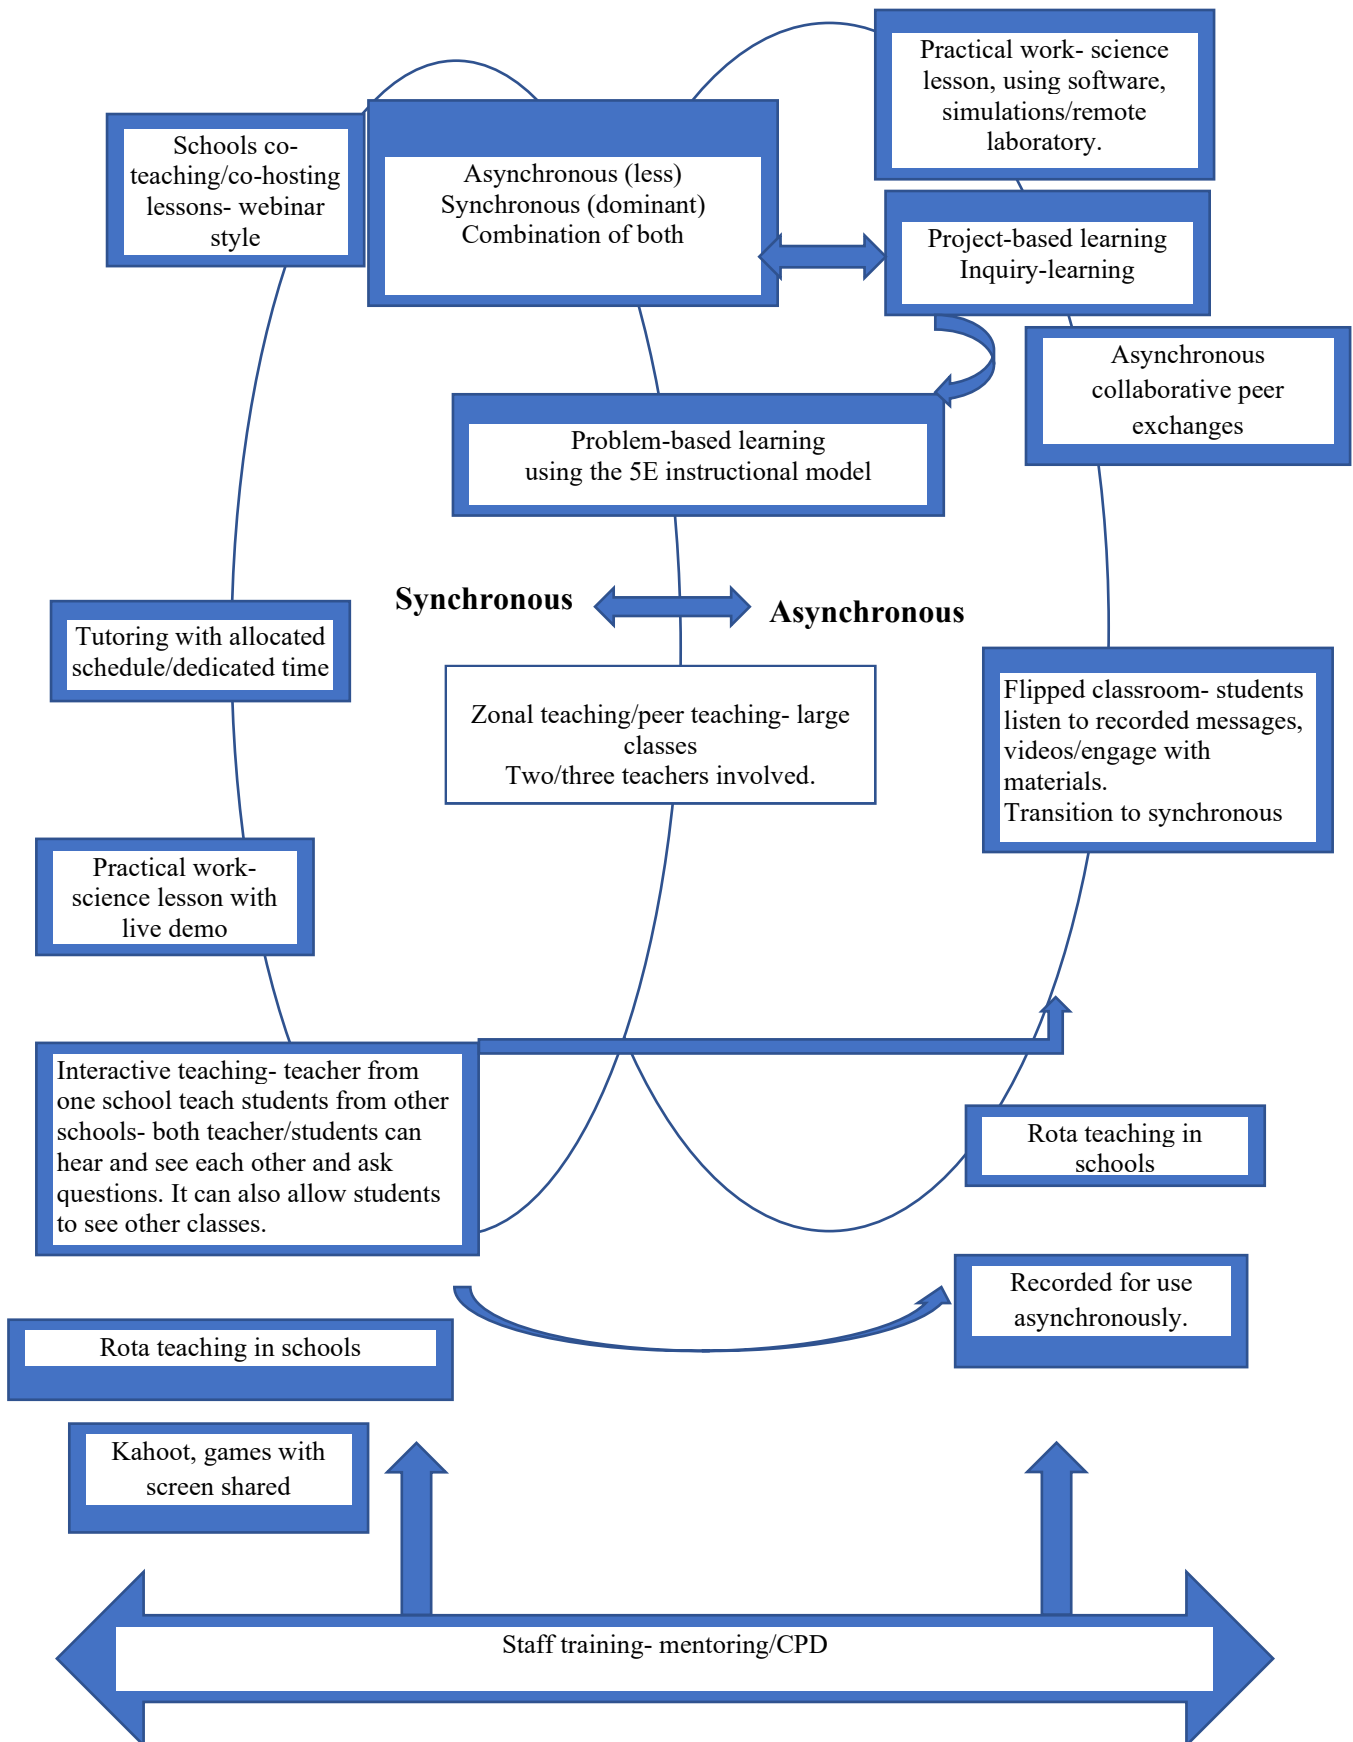 Practical work- science
lesson, using software,
simulations/remote
laboratory.
Schools co-
teaching/co-hosting
lessons- webinar
style
Asynchronous (less)
Synchronous (dominant)
Combination of both
Project-based learning
Inquiry-learning
Asynchronous
collaborative peer
exchanges
Problem-based learning
using the 5E instructional model
Synchronous
Asynchronous
Tutoring with allocated
schedule/dedicated time
Zonal teaching/peer teaching- large
classes
Two/three teachers involved.
Flipped classroom- students
listen to recorded messages,
videos/engage with
materials.
Transition to synchronous
Practical work-
science lesson with
live demo
Interactive teaching- teacher from
one school teach students from other
schools- both teacher/students can
hear and see each other and ask
questions. It can also allow students
to see other classes.
Rota teaching in
schools
Recorded for use
asynchronously.
Rota teaching in schools
Kahoot, games with
screen shared
Staff training- mentoring/CPD